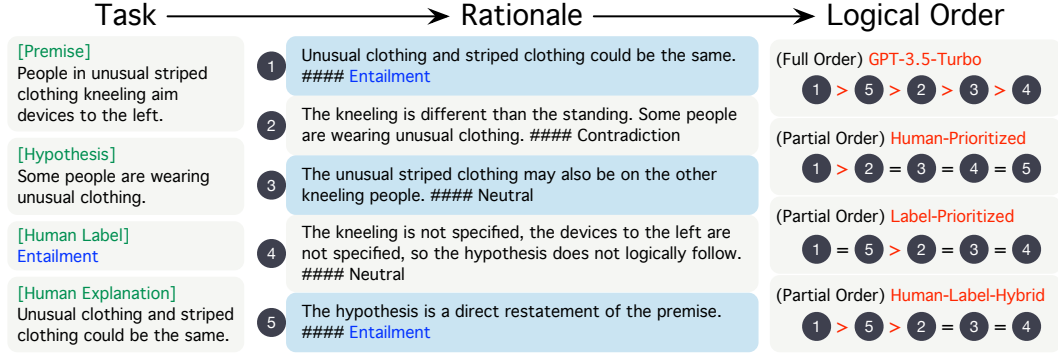 Task
Rationale
Logical Order
[Premise]
People in unusual striped
clothing kneeling aim
devices to the left.
[Hypothesis]
Some people are wearing
unusual clothing.
[Human Label]
Entailment
[Human Explanation]
Unusual clothing and striped
clothing could be the same.
1
Unusual clothing and striped clothing could be the same.
#### Entailment
2
The kneeling is different than the standing. Some people
are wearing unusual clothing. #### Contradiction
3
The unusual striped clothing may also be on the other
kneeling people. #### Neutral
4
The kneeling is not specified, the devices to the left are
not specified, so the hypothesis does not logically follow.
#### Neutral
5
The hypothesis is a direct restatement of the premise.
#### Entailment
(Full Order) GPT-3.5-Turbo
1 > 5 > 2 > 3 > 4
(Partial Order) Human-Prioritized
1 > 2 = 3 = 4 = 5
(Partial Order) Label-Prioritized
1 = 5 > 2 = 3 = 4
(Partial Order) Human-Label-Hybrid
1 > 5 > 2 = 3 = 4